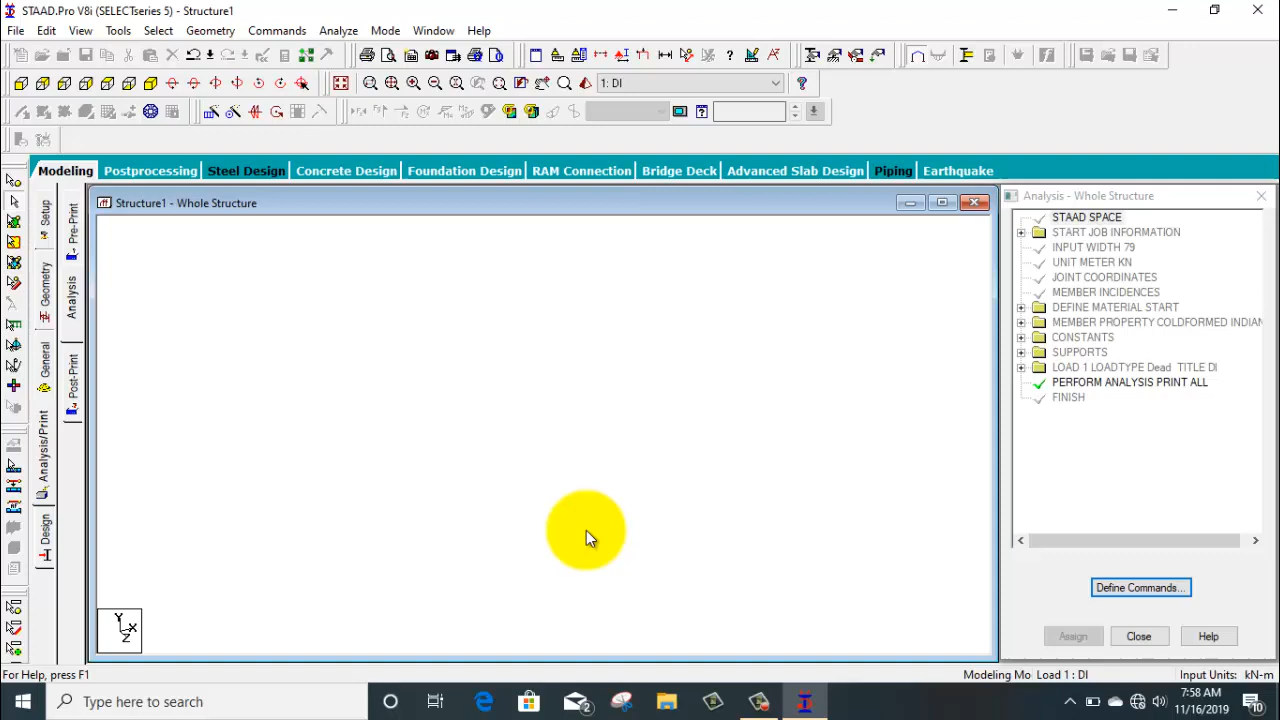 STAAD.Pro V8i (SELECTseries 5) - Structure1
File Edit View Tools Select Geometry Commands Analyze Mode Window Help
1: Dl
Modeling Postprocessing Steel Design Concrete Design Foundation Design RAM Connection Bridge Deck Advanced Slab Design Piping Earthquake
Setup
Geometry
General
Analysis/Print
Design
Pre-Print
Analysis
Post-Print
Structure1 - Whole Structure
Y
X
Z
Analysis - Whole Structure
STAAD SPACE
START JOB INFORMATION
INPUT WIDTH 79
UNIT METER KN
JOINT COORDINATES
MEMBER INCIDENCES
DEFINE MATERIAL START
MEMBER PROPERTY COLDFORMED INDIAN
CONSTANTS
SUPPORTS
LOAD 1 LOADTYPE Dead TITLE Dl
PERFORM ANALYSIS PRINT ALL
FINISH
Define Commands...
Assign Close Help
For Help, press F1
Modeling Mo Load 1 : Dl Input Units: kN-m
Type here to search
2
7:58 AM
11/16/2019
10